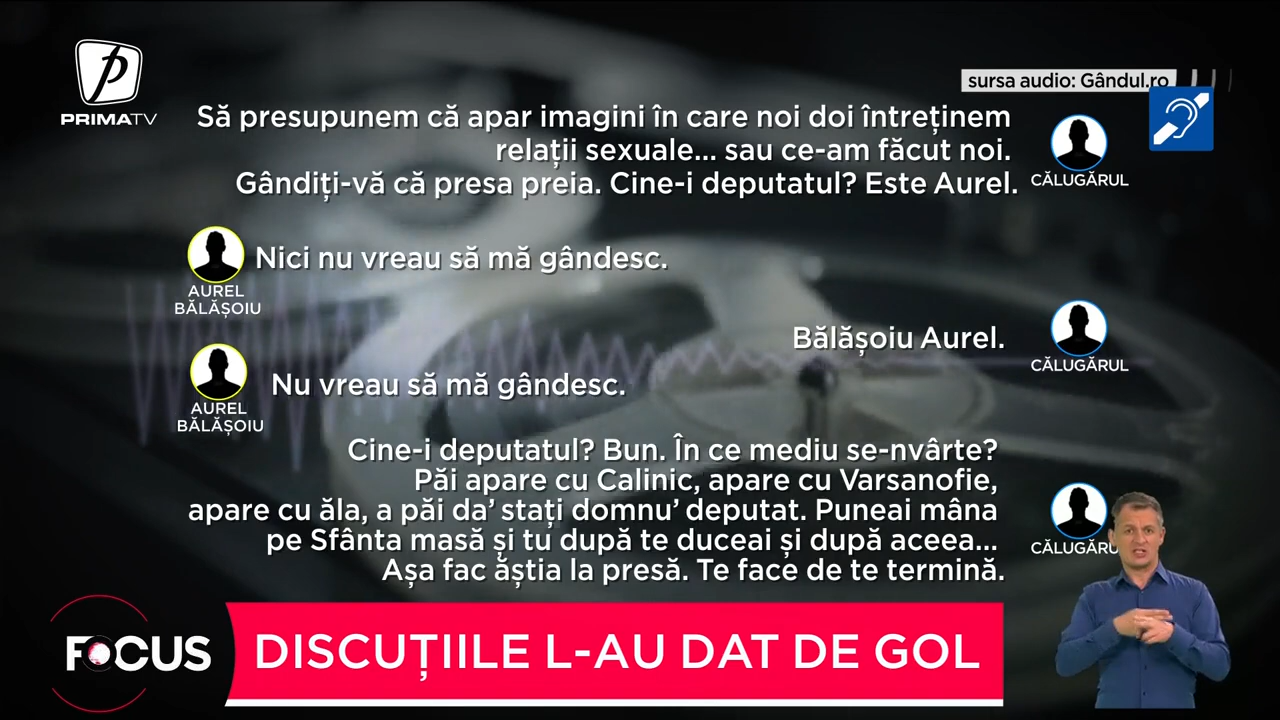 PRIMATV
sursa audio: Gândul.ro
Să presupunem că apar imagini în care noi doi întreținem
relații sexuale... sau ce-am făcut noi.
Gândiți-vă că presa preia. Cine-i deputatul? Este Aurel.
CĂLUGĂRUL
Nici nu vreau să mă gândesc.
AUREL
BĂLĂȘOIU
Bălășoiu Aurel.
CĂLUGĂRUL
Nu vreau să mă gândesc.
AUREL
BĂLĂȘOIU
Cine-i deputatul? Bun. În ce mediu se-nvârte?
Păi apare cu Calinic, apare cu Varsanofie,
apare cu ăla, a păi da' stați domnu' deputat. Puneai mâna
pe Sfânta masă și tu după te duceai și după aceea...
Așa fac ăștia la presă. Te face de te termină.
CĂLUGĂRU
FOCUS
DISCUȚIILE L-AU DAT DE GOL